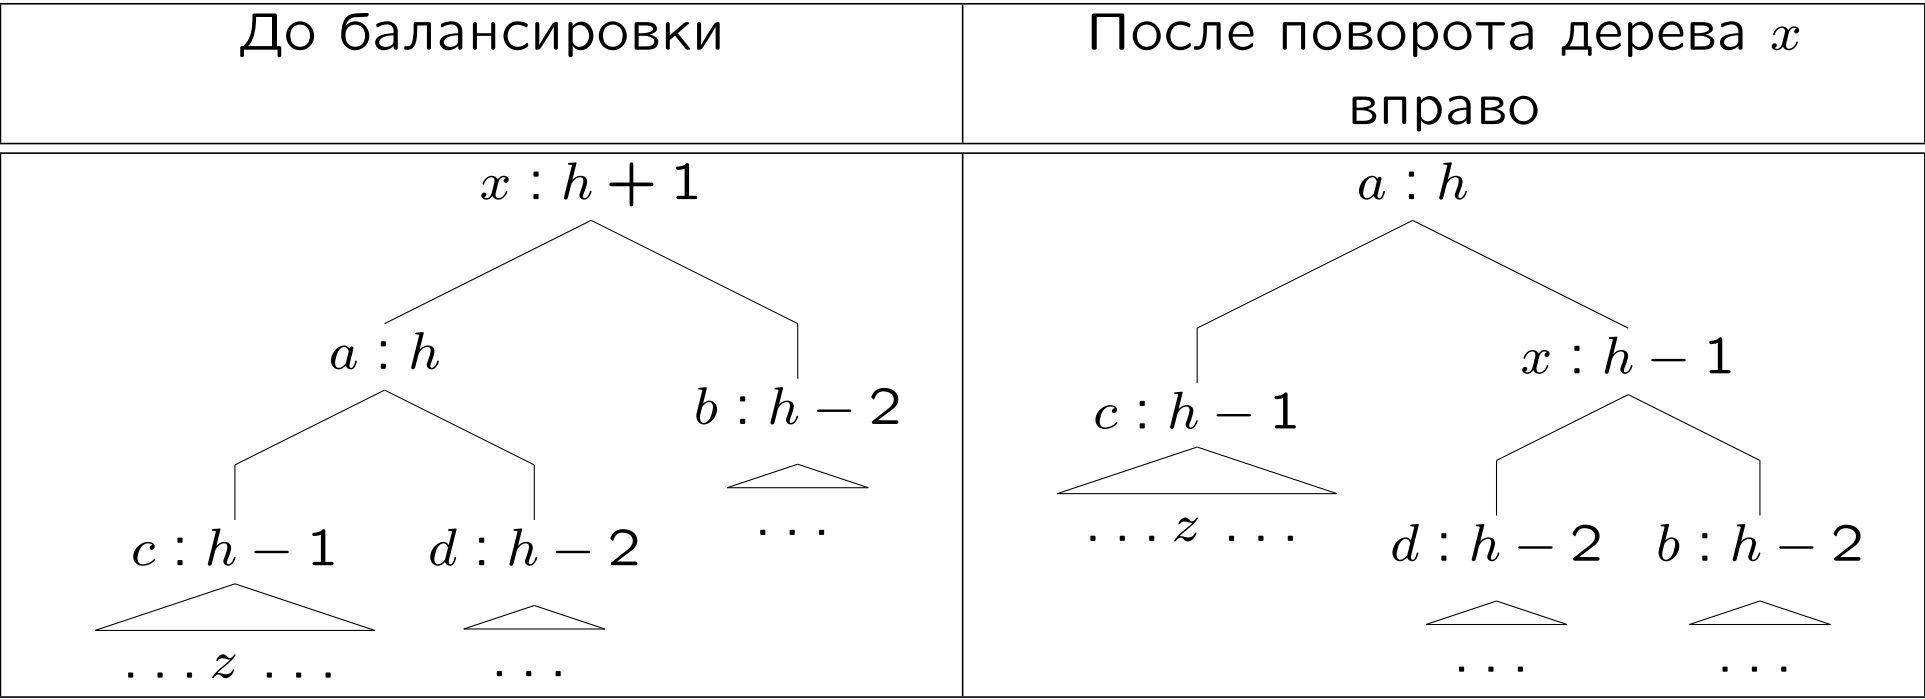 До балансировки
После поворота дерева x
вправо
x : h + 1
a : h
b : h − 2
. . .
c : h − 1
d : h − 2
. . . z . . .
. . .
a : h
x : h − 1
c : h − 1
. . . z . . .
d : h − 2
b : h − 2
. . .
. . .